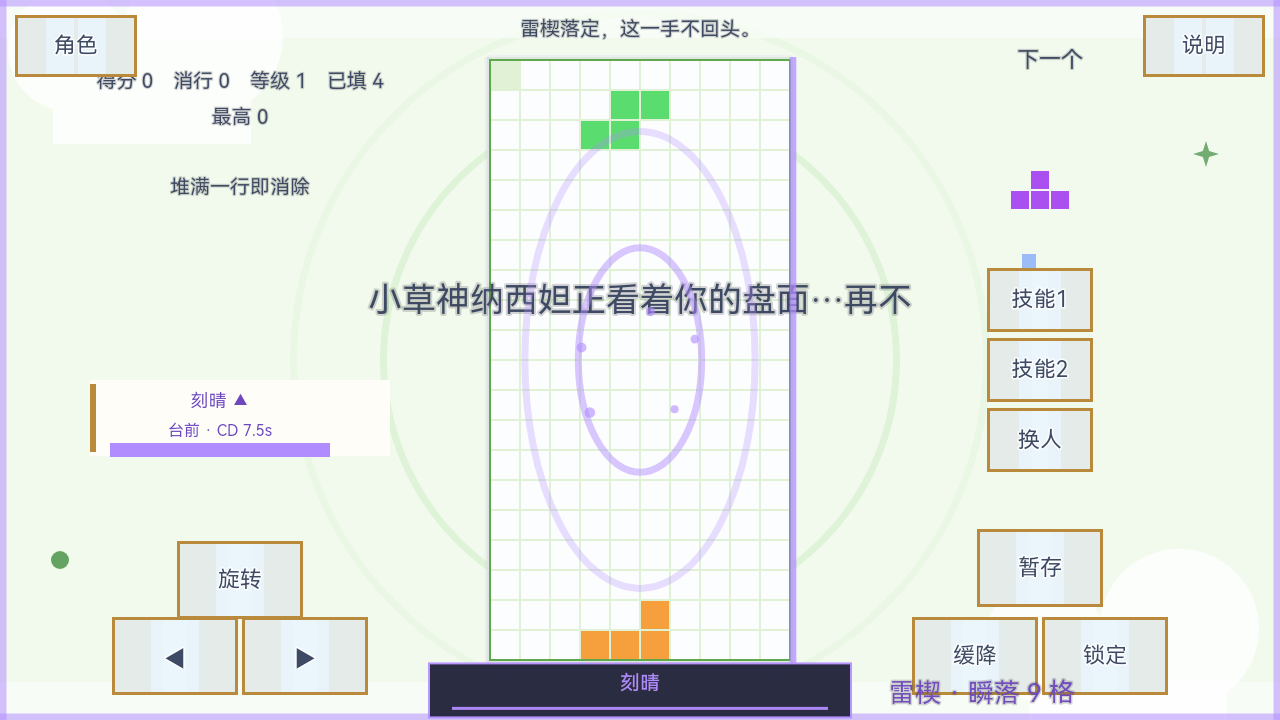 角色
雷楔落定，这一手不回头。
说明
得分 0 消行 0 等级 1 已填 4
最高 0
下一个
堆满一行即消除
小草神纳西妲正看着你的盘面…再不
技能1
技能2
换人
刻晴 ▲
台前 · CD 7.5s
旋转
◀
▶
暂存
缓降
锁定
刻晴
雷楔 · 瞬落 9 格